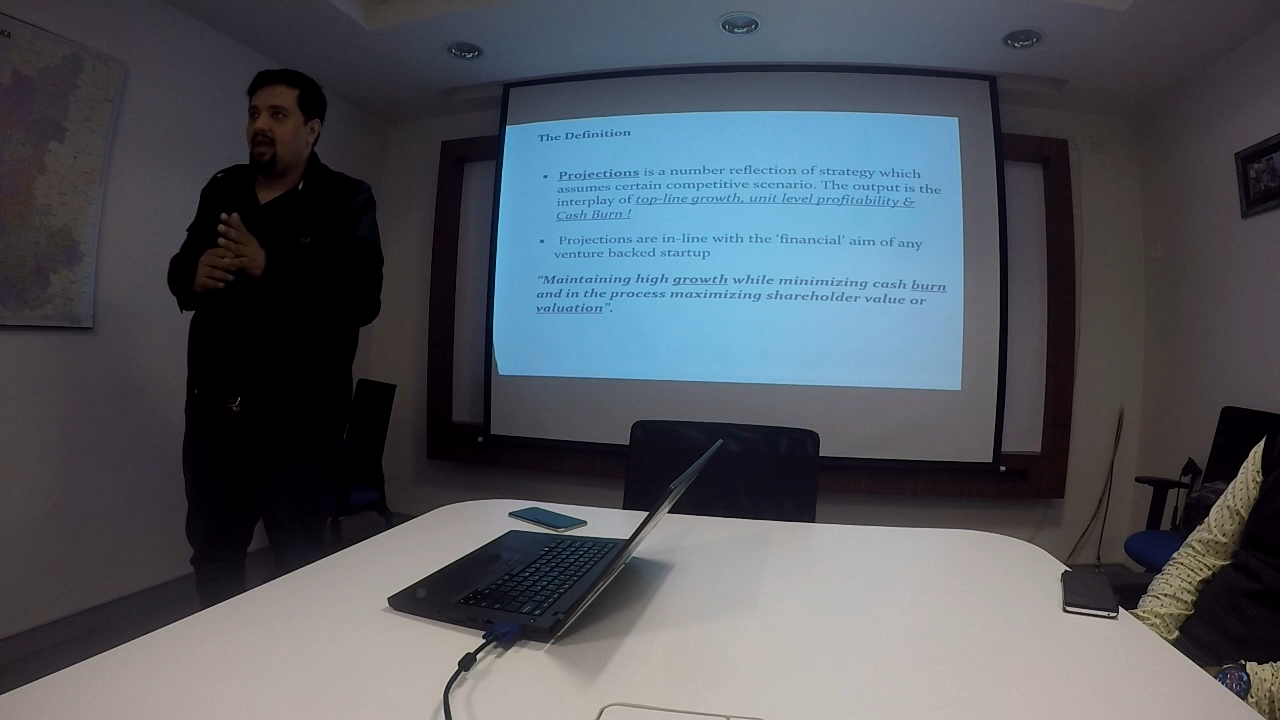 KA
The Definition
▪ Projections is a number reflection of strategy which
assumes certain competitive scenario. The output is the
interplay of top-line growth, unit level profitability &
Cash Burn !
▪ Projections are in-line with the ‘financial’ aim of any
venture backed startup
“Maintaining high growth while minimizing cash burn
and in the process maximizing shareholder value or
valuation”.